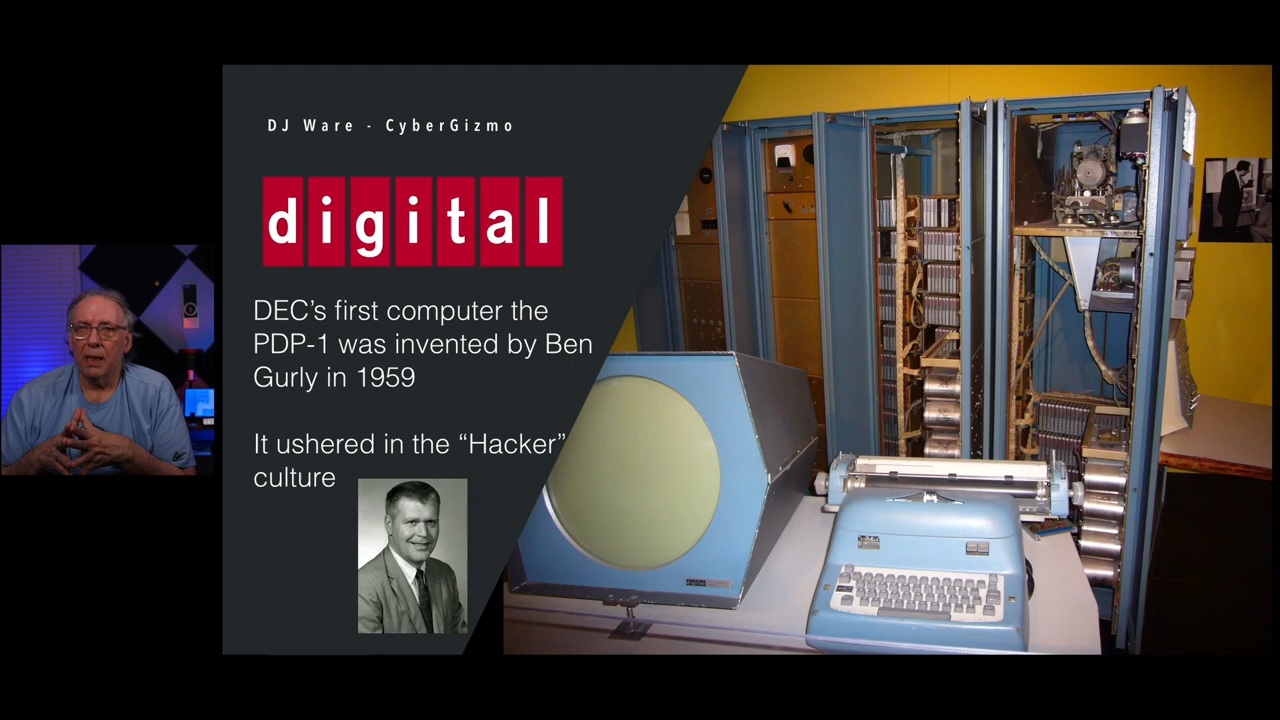 DJ Ware - CyberGizmo
digital
DEC’s first computer the
PDP-1 was invented by Ben
Gurly in 1959
It ushered in the “Hacker”
culture